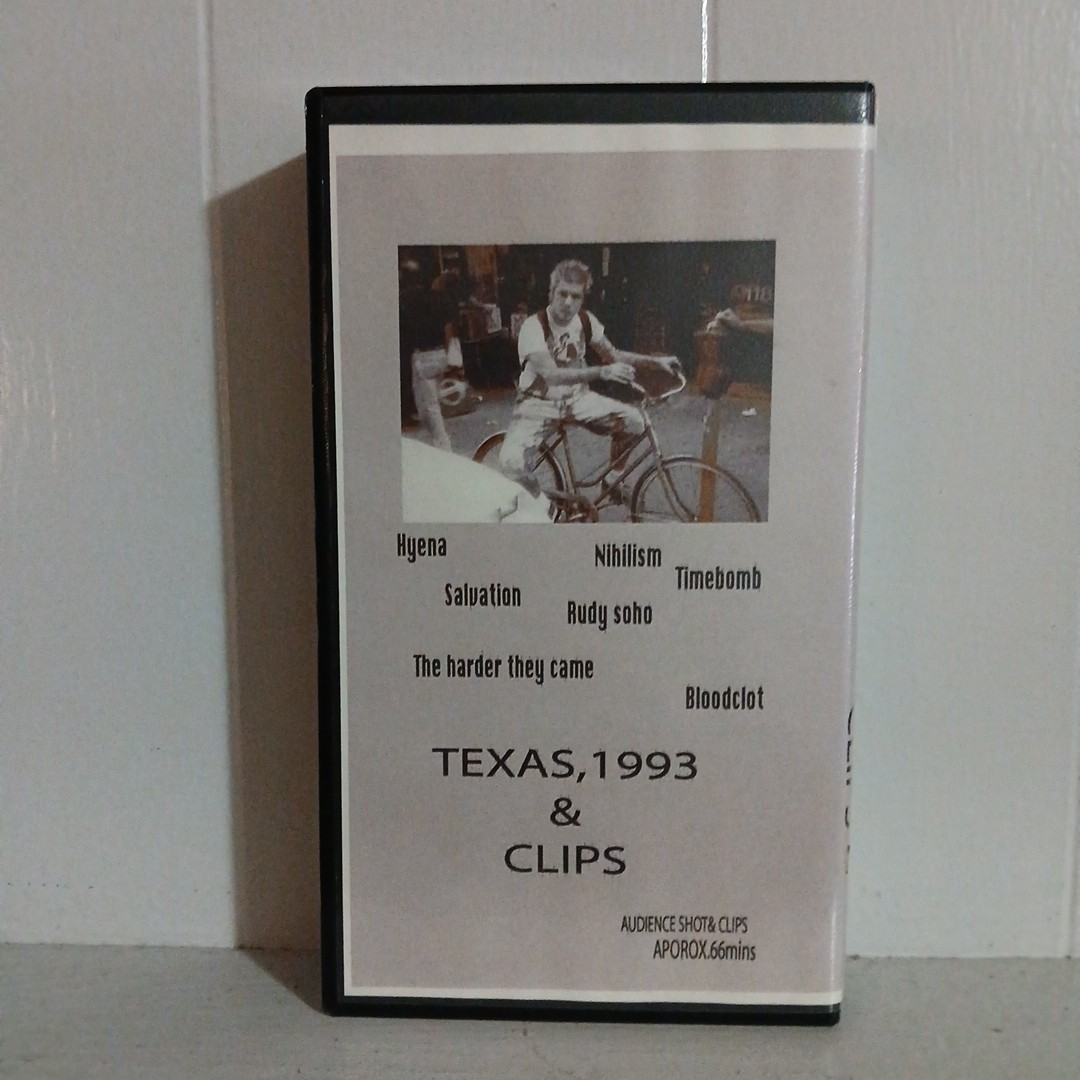 Hyena
Nihilism
Timebomb
Salvation
Rudy soho
The harder they came
Bloodclot
TEXAS,1993
&
CLIPS
AUDIENCE SHOT& CLIPS
APOROX.66mins